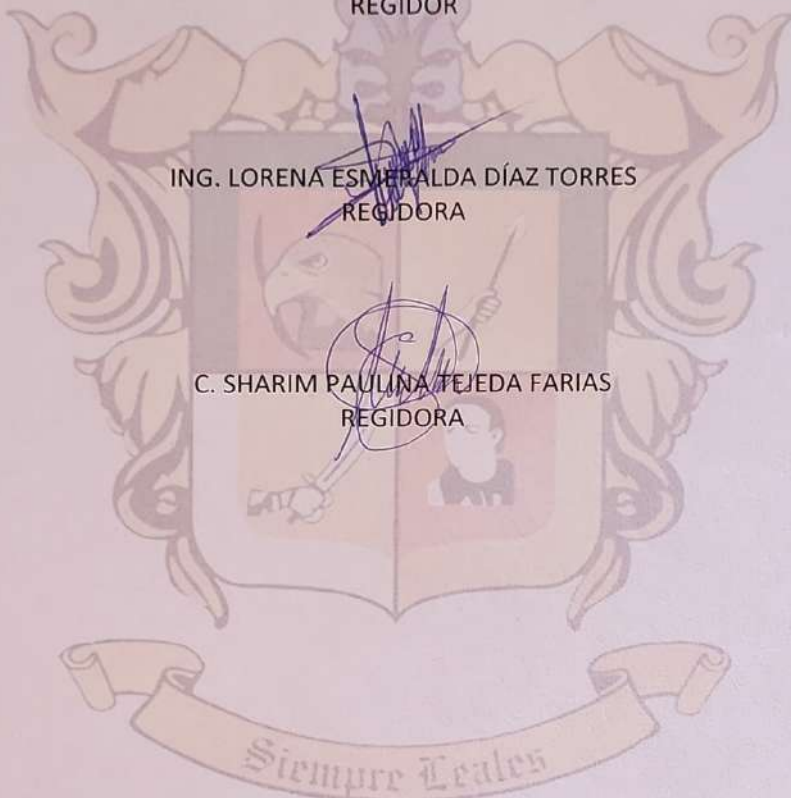 REGIDOR
ING. LORENA ESMERALDA DÍAZ TORRES
REGIDORA
C. SHARIM PAULINA TEJEDA FARIAS
REGIDORA
Siempre Leales